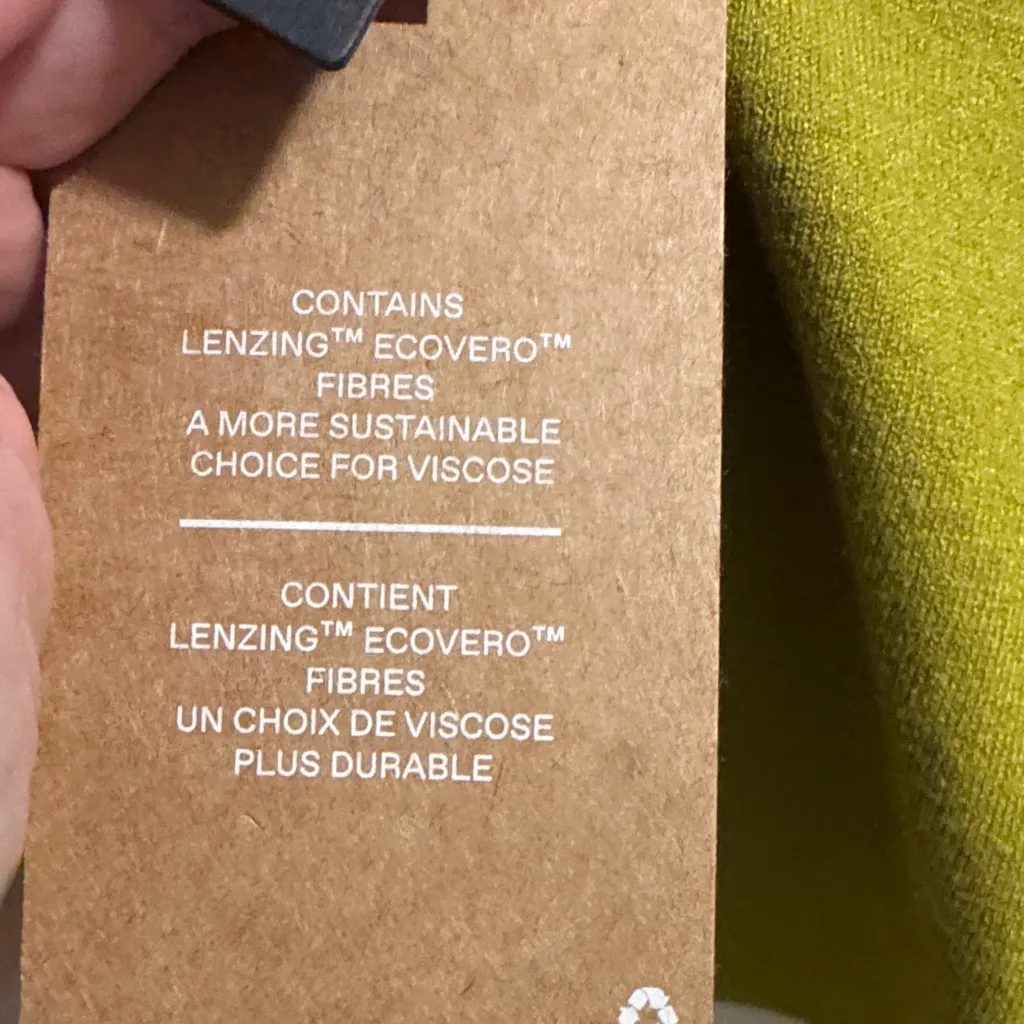 CONTAINS
LENZING™ ECOVERO™
FIBRES
A MORE SUSTAINABLE
CHOICE FOR VISCOSE
CONTIENT
LENZING™ ECOVERO™
FIBRES
UN CHOIX DE VISCOSE
PLUS DURABLE